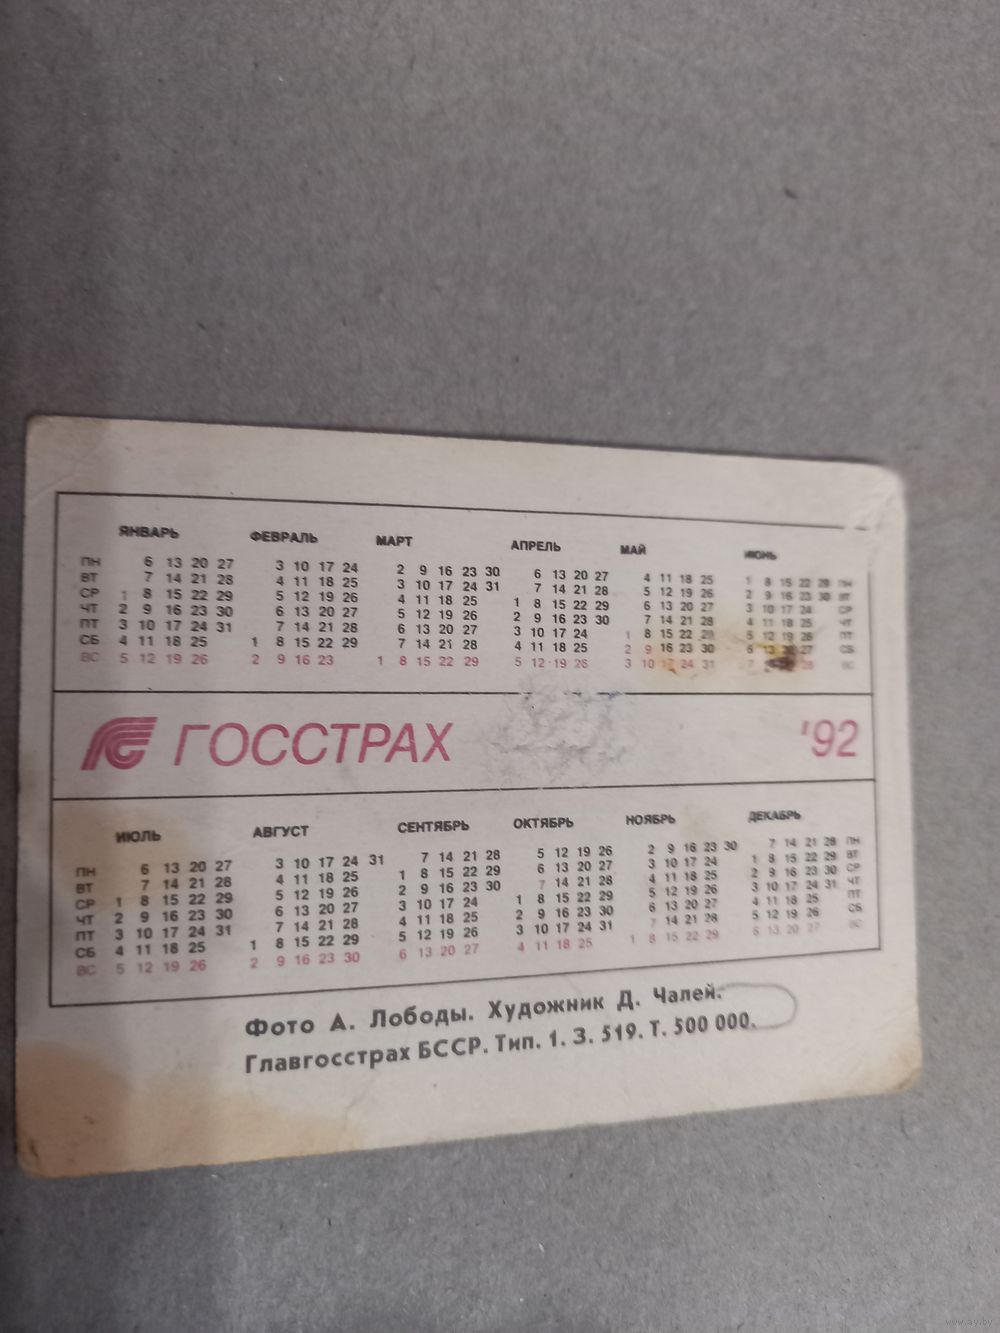 ЯНВАРЬ ФЕВРАЛЬ МАРТ АПРЕЛЬ МАЙ ИЮНЬ
ПН 6 13 20 27 3 10 17 24 2 9 16 23 30 6 13 20 27 4 11 18 25 1 8 15 22 29 ПН
ВТ 7 14 21 28 4 11 18 25 3 10 17 24 31 7 14 21 28 5 12 19 26 2 9 16 23 30 ВТ
СР 1 8 15 22 29 5 12 19 26 4 11 18 25 1 8 15 22 29 6 13 20 27 3 10 17 24 СР
ЧТ 2 9 16 23 30 6 13 20 27 5 12 19 26 2 9 16 23 30 7 14 21 28 4 11 18 25 ЧТ
ПТ 3 10 17 24 31 7 14 21 28 6 13 20 27 3 10 17 24 1 8 15 22 29 5 12 19 26 ПТ
СБ 4 11 18 25 1 8 15 22 29 7 14 21 28 4 11 18 25 2 9 16 23 30 6 13 27 СБ
ВС 5 12 19 26 2 9 16 23 1 8 15 22 29 5 12 19 26 3 10 17 24 31 7 28 ВС
ГОССТРАХ '92
ИЮЛЬ АВГУСТ СЕНТЯБРЬ ОКТЯБРЬ НОЯБРЬ ДЕКАБРЬ
ПН 6 13 20 27 3 10 17 24 31 7 14 21 28 5 12 19 26 2 9 16 23 30 7 14 21 28 ПН
ВТ 7 14 21 28 4 11 18 25 1 8 15 22 29 6 13 20 27 3 10 17 24 1 8 15 22 29 ВТ
СР 1 8 15 22 29 5 12 19 26 2 9 16 23 30 7 14 21 28 4 11 18 25 2 9 16 23 30 СР
ЧТ 2 9 16 23 30 6 13 20 27 3 10 17 24 1 8 15 22 29 5 12 19 26 3 10 17 24 31 ЧТ
ПТ 3 10 17 24 31 7 14 21 28 4 11 18 25 2 9 16 23 30 6 13 20 27 4 11 18 25 ПТ
СБ 4 11 18 25 1 8 15 22 29 5 12 19 26 3 10 17 24 31 7 14 21 28 5 12 19 26 СБ
ВС 5 12 19 26 2 9 16 23 30 6 13 20 27 4 11 18 25 1 8 15 22 29 6 13 20 27 ВС
Фото А. Лободы. Художник Д. Чалей.
Главгосстрах БССР. Тип. 1. З. 519. Т. 500 000.
www.ay.by